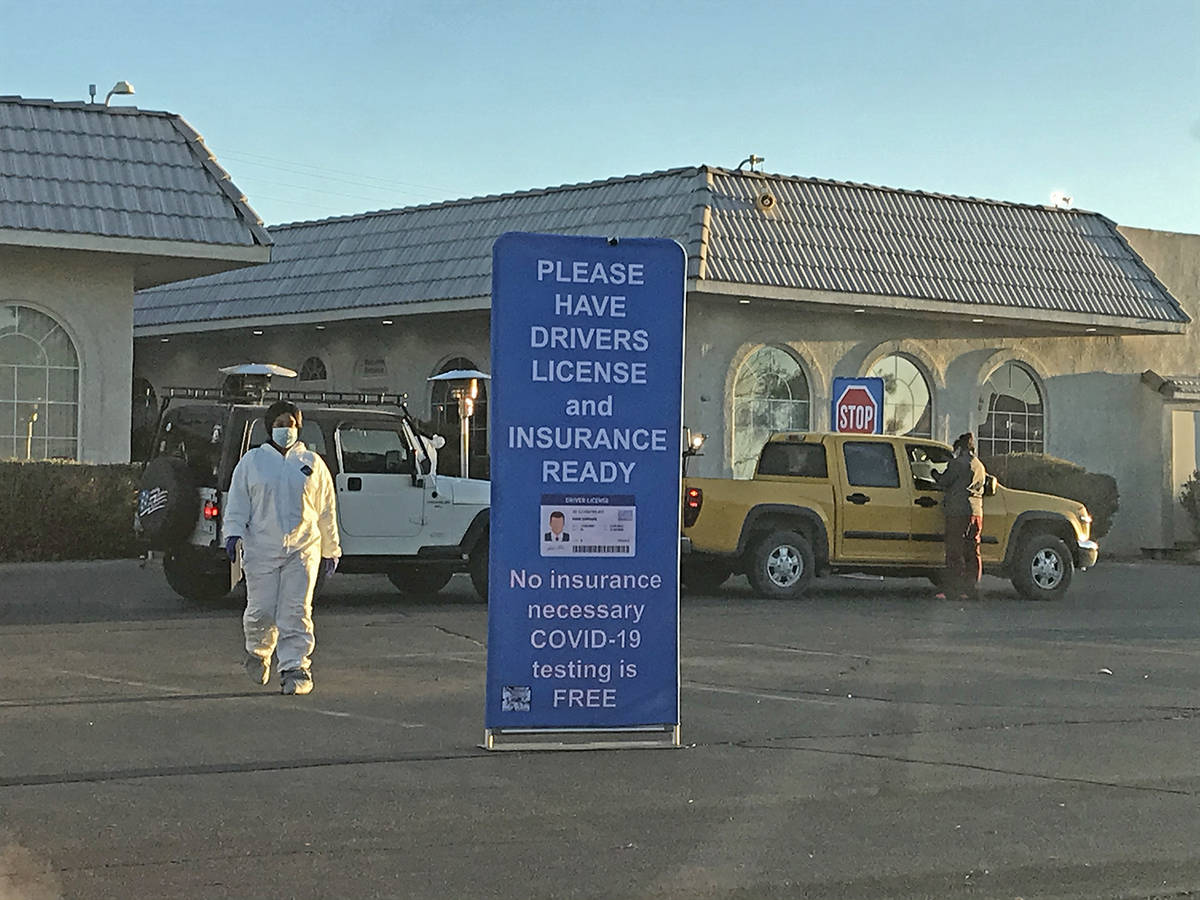 PLEASE
HAVE
DRIVERS
LICENSE
and
INSURANCE
READY
DRIVER LICENSE
No insurance
necessary
COVID-19
testing is
FREE
STOP